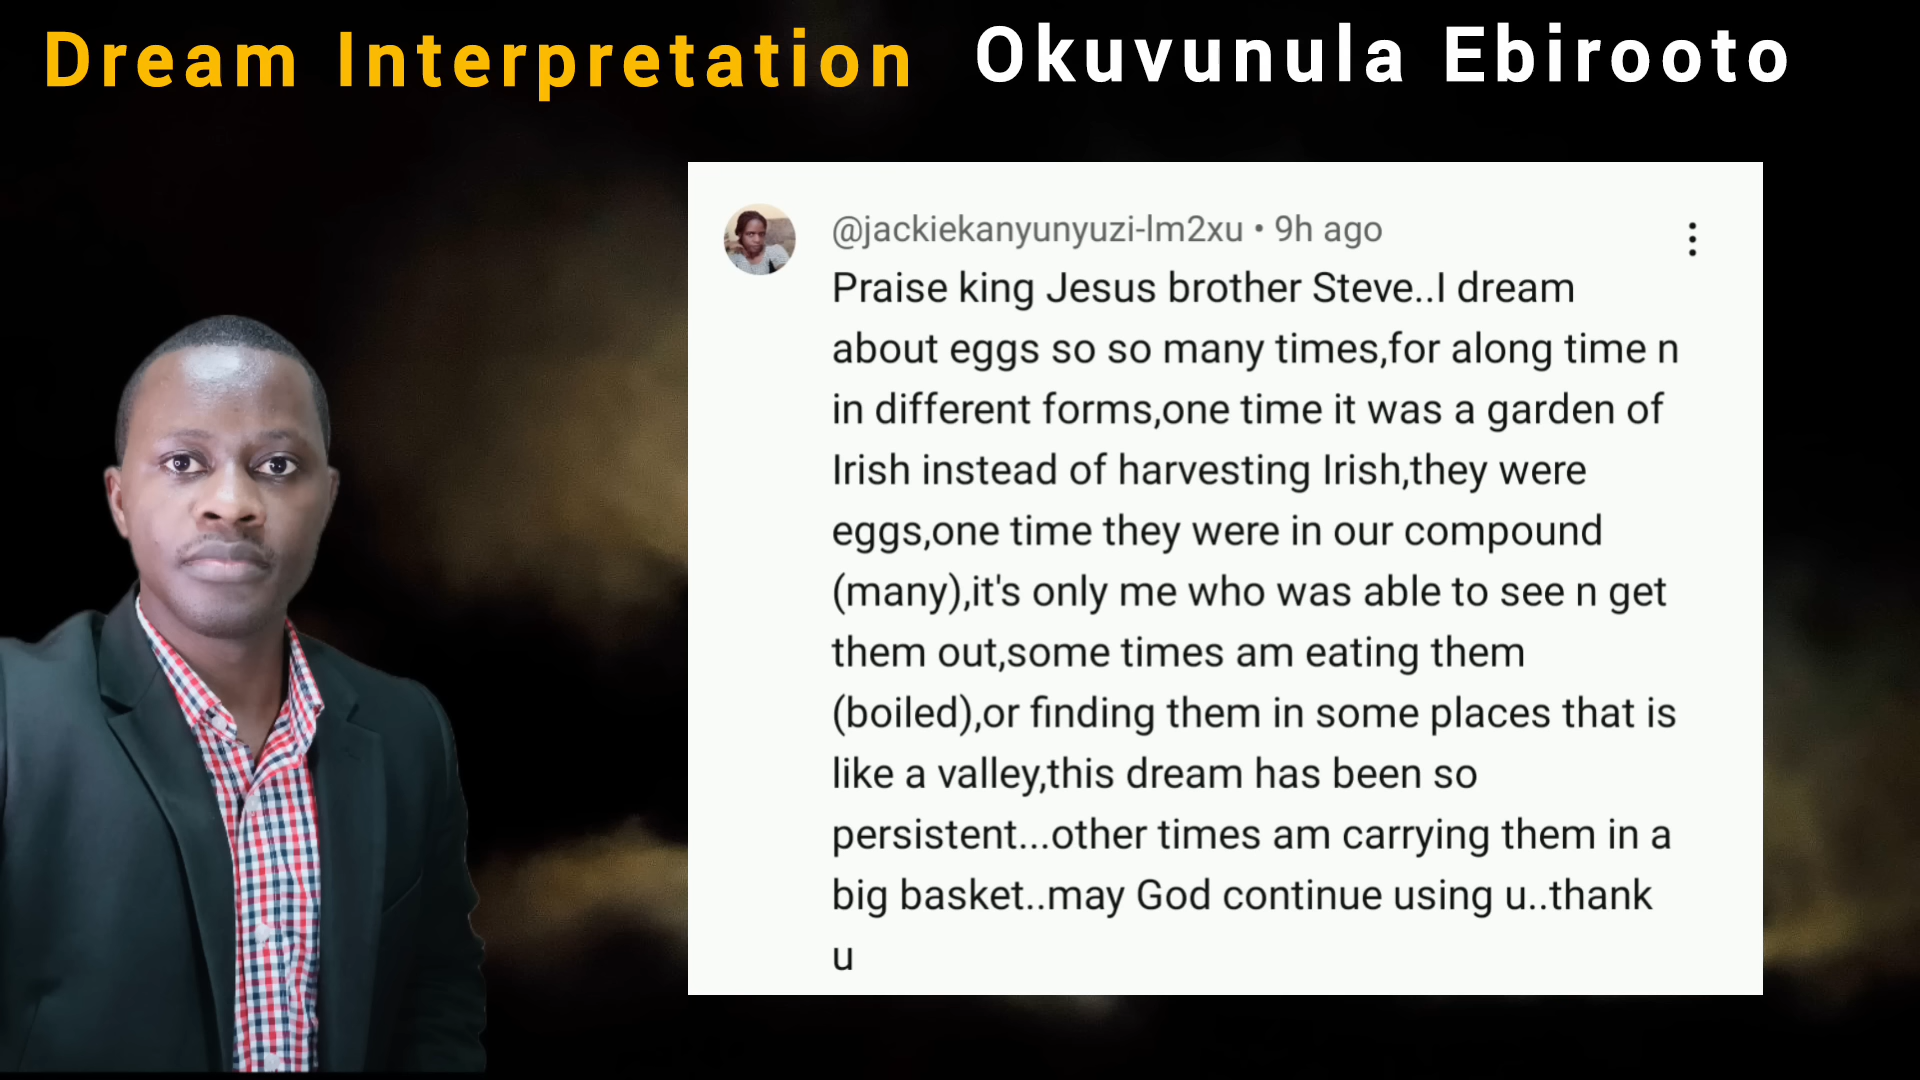 Dream Interpretation
Okuvunula Ebirooto
@jackiekanyunyuzi-lm2xu • 9h ago
Praise king Jesus brother Steve..I dream
about eggs so so many times,for along time n
in different forms,one time it was a garden of
Irish instead of harvesting Irish,they were
eggs,one time they were in our compound
(many),it's only me who was able to see n get
them out,some times am eating them
(boiled),or finding them in some places that is
like a valley,this dream has been so
persistent...other times am carrying them in a
big basket..may God continue using u..thank
u